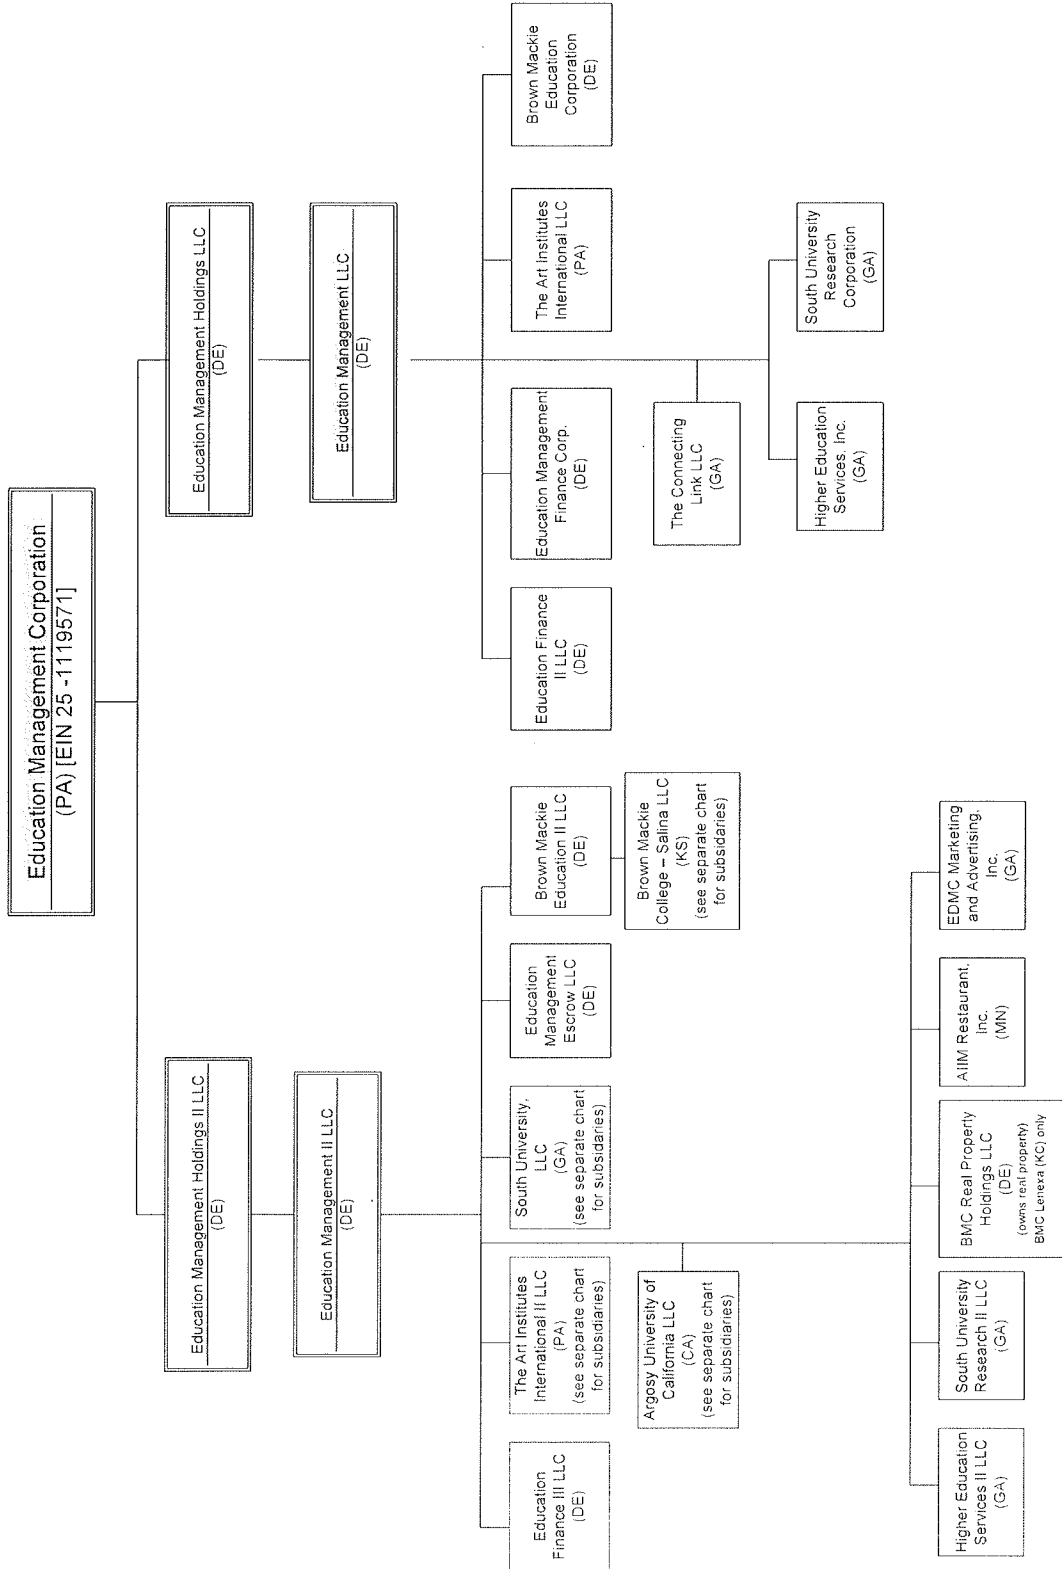 Education Management Corporation
(PA) [EIN 25 -1119571]
Education Management Holdings II LLC
(DE)
Education Management Holdings LLC
(DE)
Education Management II LLC
(DE)
Education Management LLC
(DE)
Education
Finance III LLC
(DE)
The Art Institutes
International II LLC
(PA)
(see separate chart
for subsidiaries)
South University,
LLC
(GA)
(see separate chart
for subsidaries)
Education
Management
Escrow LLC
(DE)
Brown Mackie
Education II LLC
(DE)
Education Finance
II LLC
(DE)
Education Management
Finance Corp.
(DE)
The Art Institutes
International LLC
(PA)
Brown Mackie
Education
Corporation
(DE)
Argosy University of
California LLC
(CA)
(see separate chart
for subsidiaries)
Brown Mackie
College – Salina LLC
(KS)
(see separate chart
for subsidaries)
The Connecting
Link LLC
(GA)
Higher Education
Services, Inc.
(GA)
South University
Research
Corporation
(GA)
Higher Education
Services II LLC
(GA)
South University
Research II LLC
(GA)
BMC Real Property
Holdings LLC
(DE)
(owns real property)
BMC Lenexa (KC) only
AIIM Restaurant,
Inc.
(MN)
EDMC Marketing
and Advertising,
Inc.
(GA)